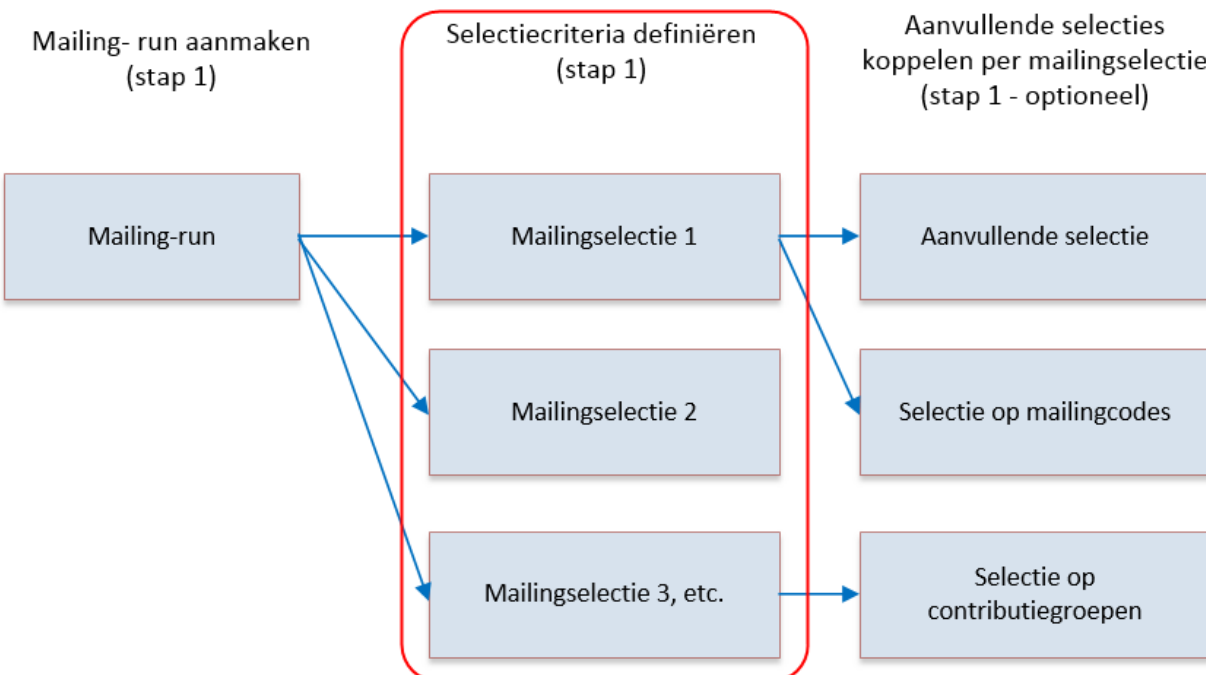 Mailing- run aanmaken
(stap 1)
Selectiecriteria definiëren
(stap 1)
Aanvullende selecties
koppelen per mailingselectie
(stap 1 - optioneel)
Mailing-run
Mailingselectie 1
Aanvullende selectie
Mailingselectie 2
Selectie op mailingcodes
Mailingselectie 3, etc.
Selectie op
contributiegroepen